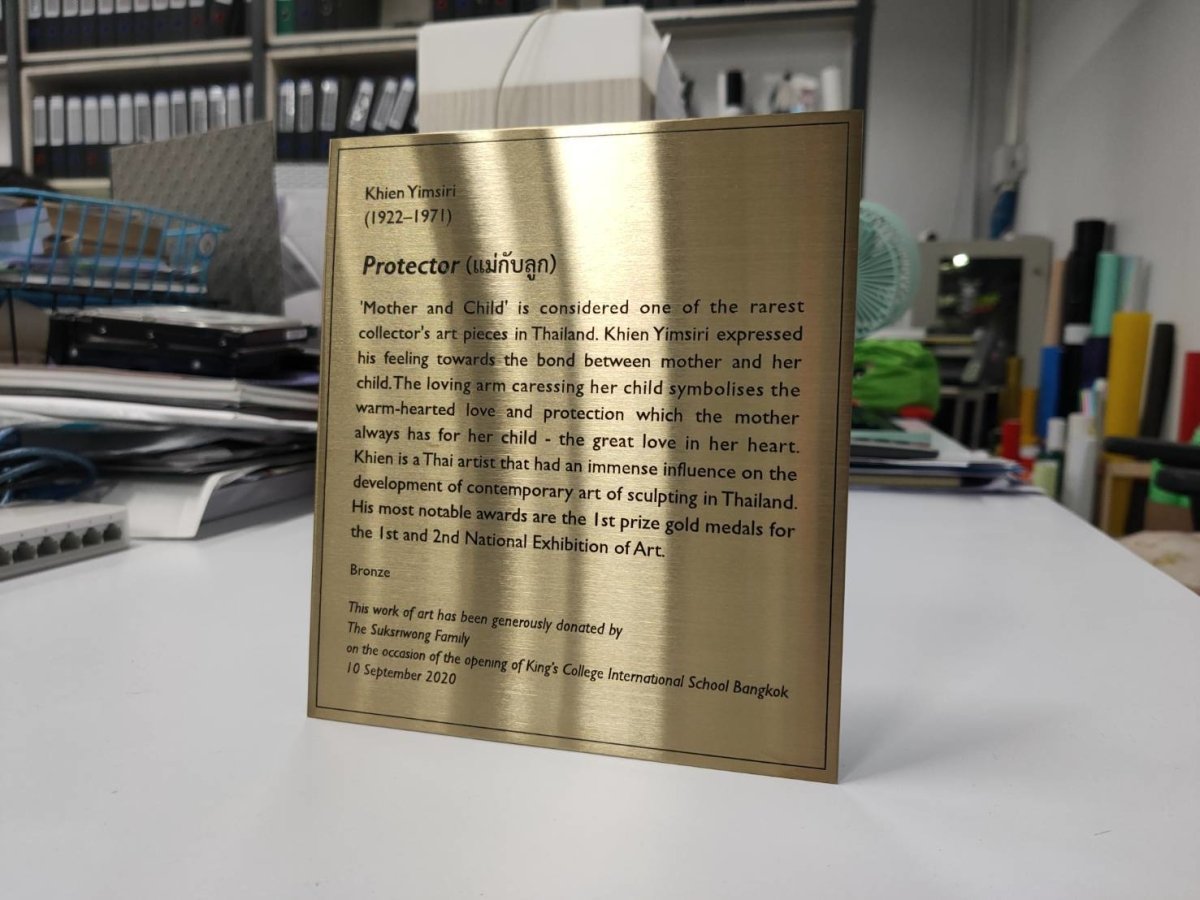 Khien Yimsiri
(1922–1971)
Protector (แม่กับลูก)
'Mother and Child' is considered one of the rarest
collector's art pieces in Thailand. Khien Yimsiri expressed
his feeling towards the bond between mother and her
child.The loving arm caressing her child symbolises the
warm-hearted love and protection which the mother
always has for her child - the great love in her heart.
Khien is a Thai artist that had an immense influence on the
development of contemporary art of sculpting in Thailand.
His most notable awards are the 1st prize gold medals for
the 1st and 2nd National Exhibition of Art.
Bronze
This work of art has been generously donated by
The Suksriwong Family
on the occasion of the opening of King's College International School Bangkok
10 September 2020